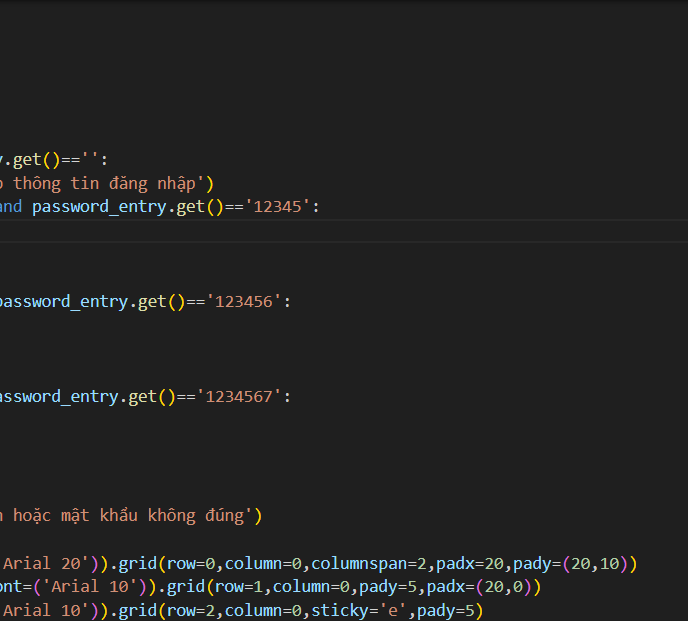 .get()=='':
thông tin đăng nhập')
and password_entry.get()=='12345':
password_entry.get()=='123456':
assword_entry.get()=='1234567':
hoặc mật khẩu không đúng')
Arial 20')).grid(row=0,column=0,columnspan=2,padx=20,pady=(20,10))
ont=('Arial 10')).grid(row=1,column=0,pady=5,padx=(20,0))
Arial 10')).grid(row=2,column=0,sticky='e',pady=5)